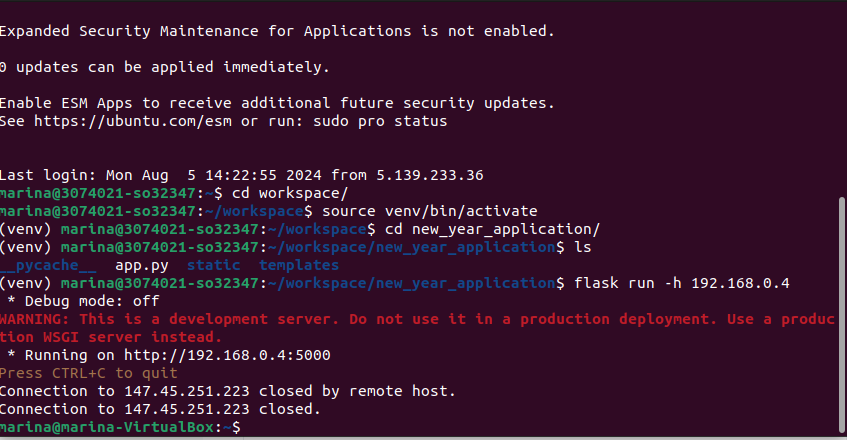 Expanded Security Maintenance for Applications is not enabled.
0 updates can be applied immediately.
Enable ESM Apps to receive additional future security updates.
See https://ubuntu.com/esm or run: sudo pro status
Last login: Mon Aug  5 14:22:55 2024 from 5.139.233.36
marina@3074021-so32347:~$ cd workspace/
marina@3074021-so32347:~/workspace$ source venv/bin/activate
(venv) marina@3074021-so32347:~/workspace$ cd new_year_application/
(venv) marina@3074021-so32347:~/workspace/new_year_application$ ls
__pycache__  app.py  static  templates
(venv) marina@3074021-so32347:~/workspace/new_year_application$ flask run -h 192.168.0.4
 * Debug mode: off
WARNING: This is a development server. Do not use it in a production deployment. Use a produc
tion WSGI server instead.
 * Running on http://192.168.0.4:5000
Press CTRL+C to quit
Connection to 147.45.251.223 closed by remote host.
Connection to 147.45.251.223 closed.
marina@marina-VirtualBox:~$